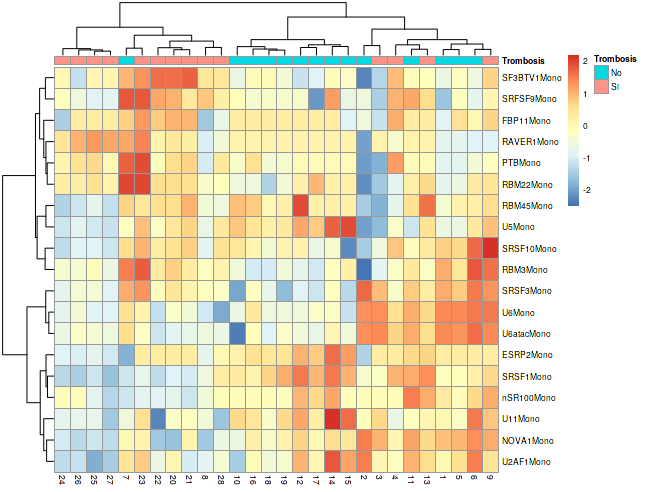 Trombosis
SF3BTV1Mono
SRFSF9Mono
FBP11Mono
RAVER1Mono
PTBMono
RBM22Mono
RBM45Mono
U5Mono
SRSF10Mono
RBM3Mono
SRSF3Mono
U6Mono
U6atacMono
ESRP2Mono
SRSF1Mono
nSR100Mono
U11Mono
NOVA1Mono
U2AF1Mono
24 26 25 27 7 23 22 20 21 8 28 10 16 18 19 12 17 14 15 2 3 4 11 13 1 5 6 9
2
1
0
-1
-2
Trombosis
No
SI